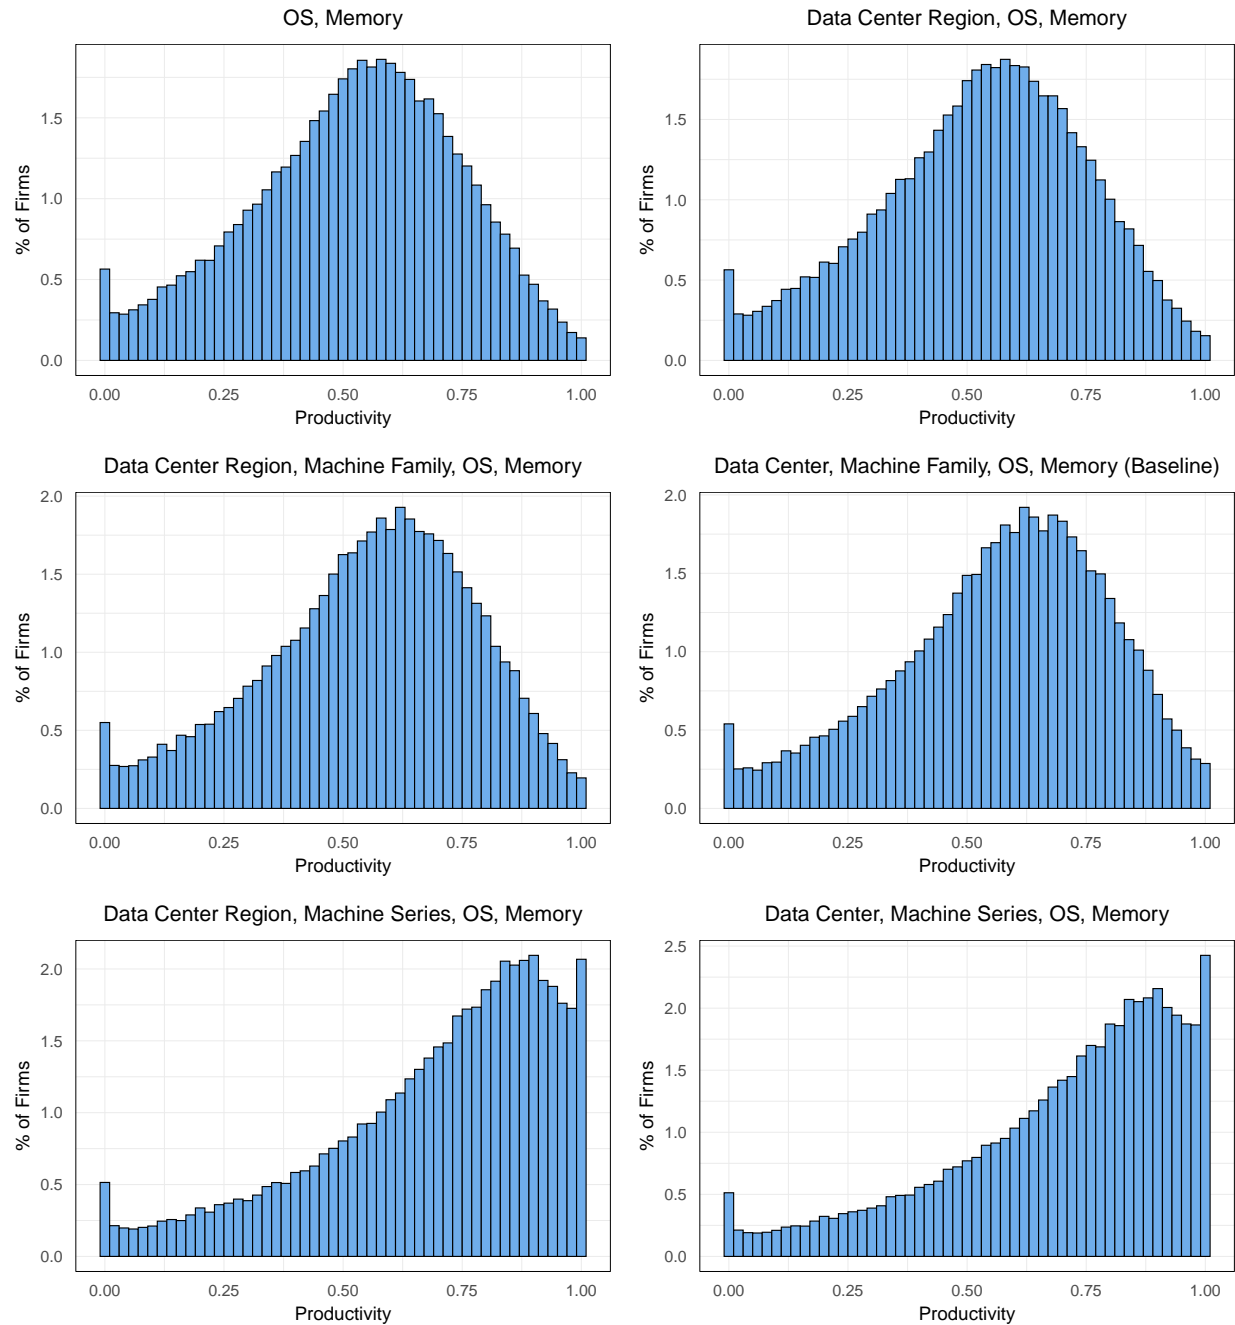 OS, Memory
% of Firms
1.5
1.0
0.5
0.0
0.00 0.25 0.50 0.75 1.00
Productivity
Data Center Region, OS, Memory
% of Firms
1.5
1.0
0.5
0.0
0.00 0.25 0.50 0.75 1.00
Productivity
Data Center Region, Machine Family, OS, Memory
% of Firms
2.0
1.5
1.0
0.5
0.0
0.00 0.25 0.50 0.75 1.00
Productivity
Data Center, Machine Family, OS, Memory (Baseline)
% of Firms
2.0
1.5
1.0
0.5
0.0
0.00 0.25 0.50 0.75 1.00
Productivity
Data Center Region, Machine Series, OS, Memory
% of Firms
2.0
1.5
1.0
0.5
0.0
0.00 0.25 0.50 0.75 1.00
Productivity
Data Center, Machine Series, OS, Memory
% of Firms
2.5
2.0
1.5
1.0
0.5
0.0
0.00 0.25 0.50 0.75 1.00
Productivity